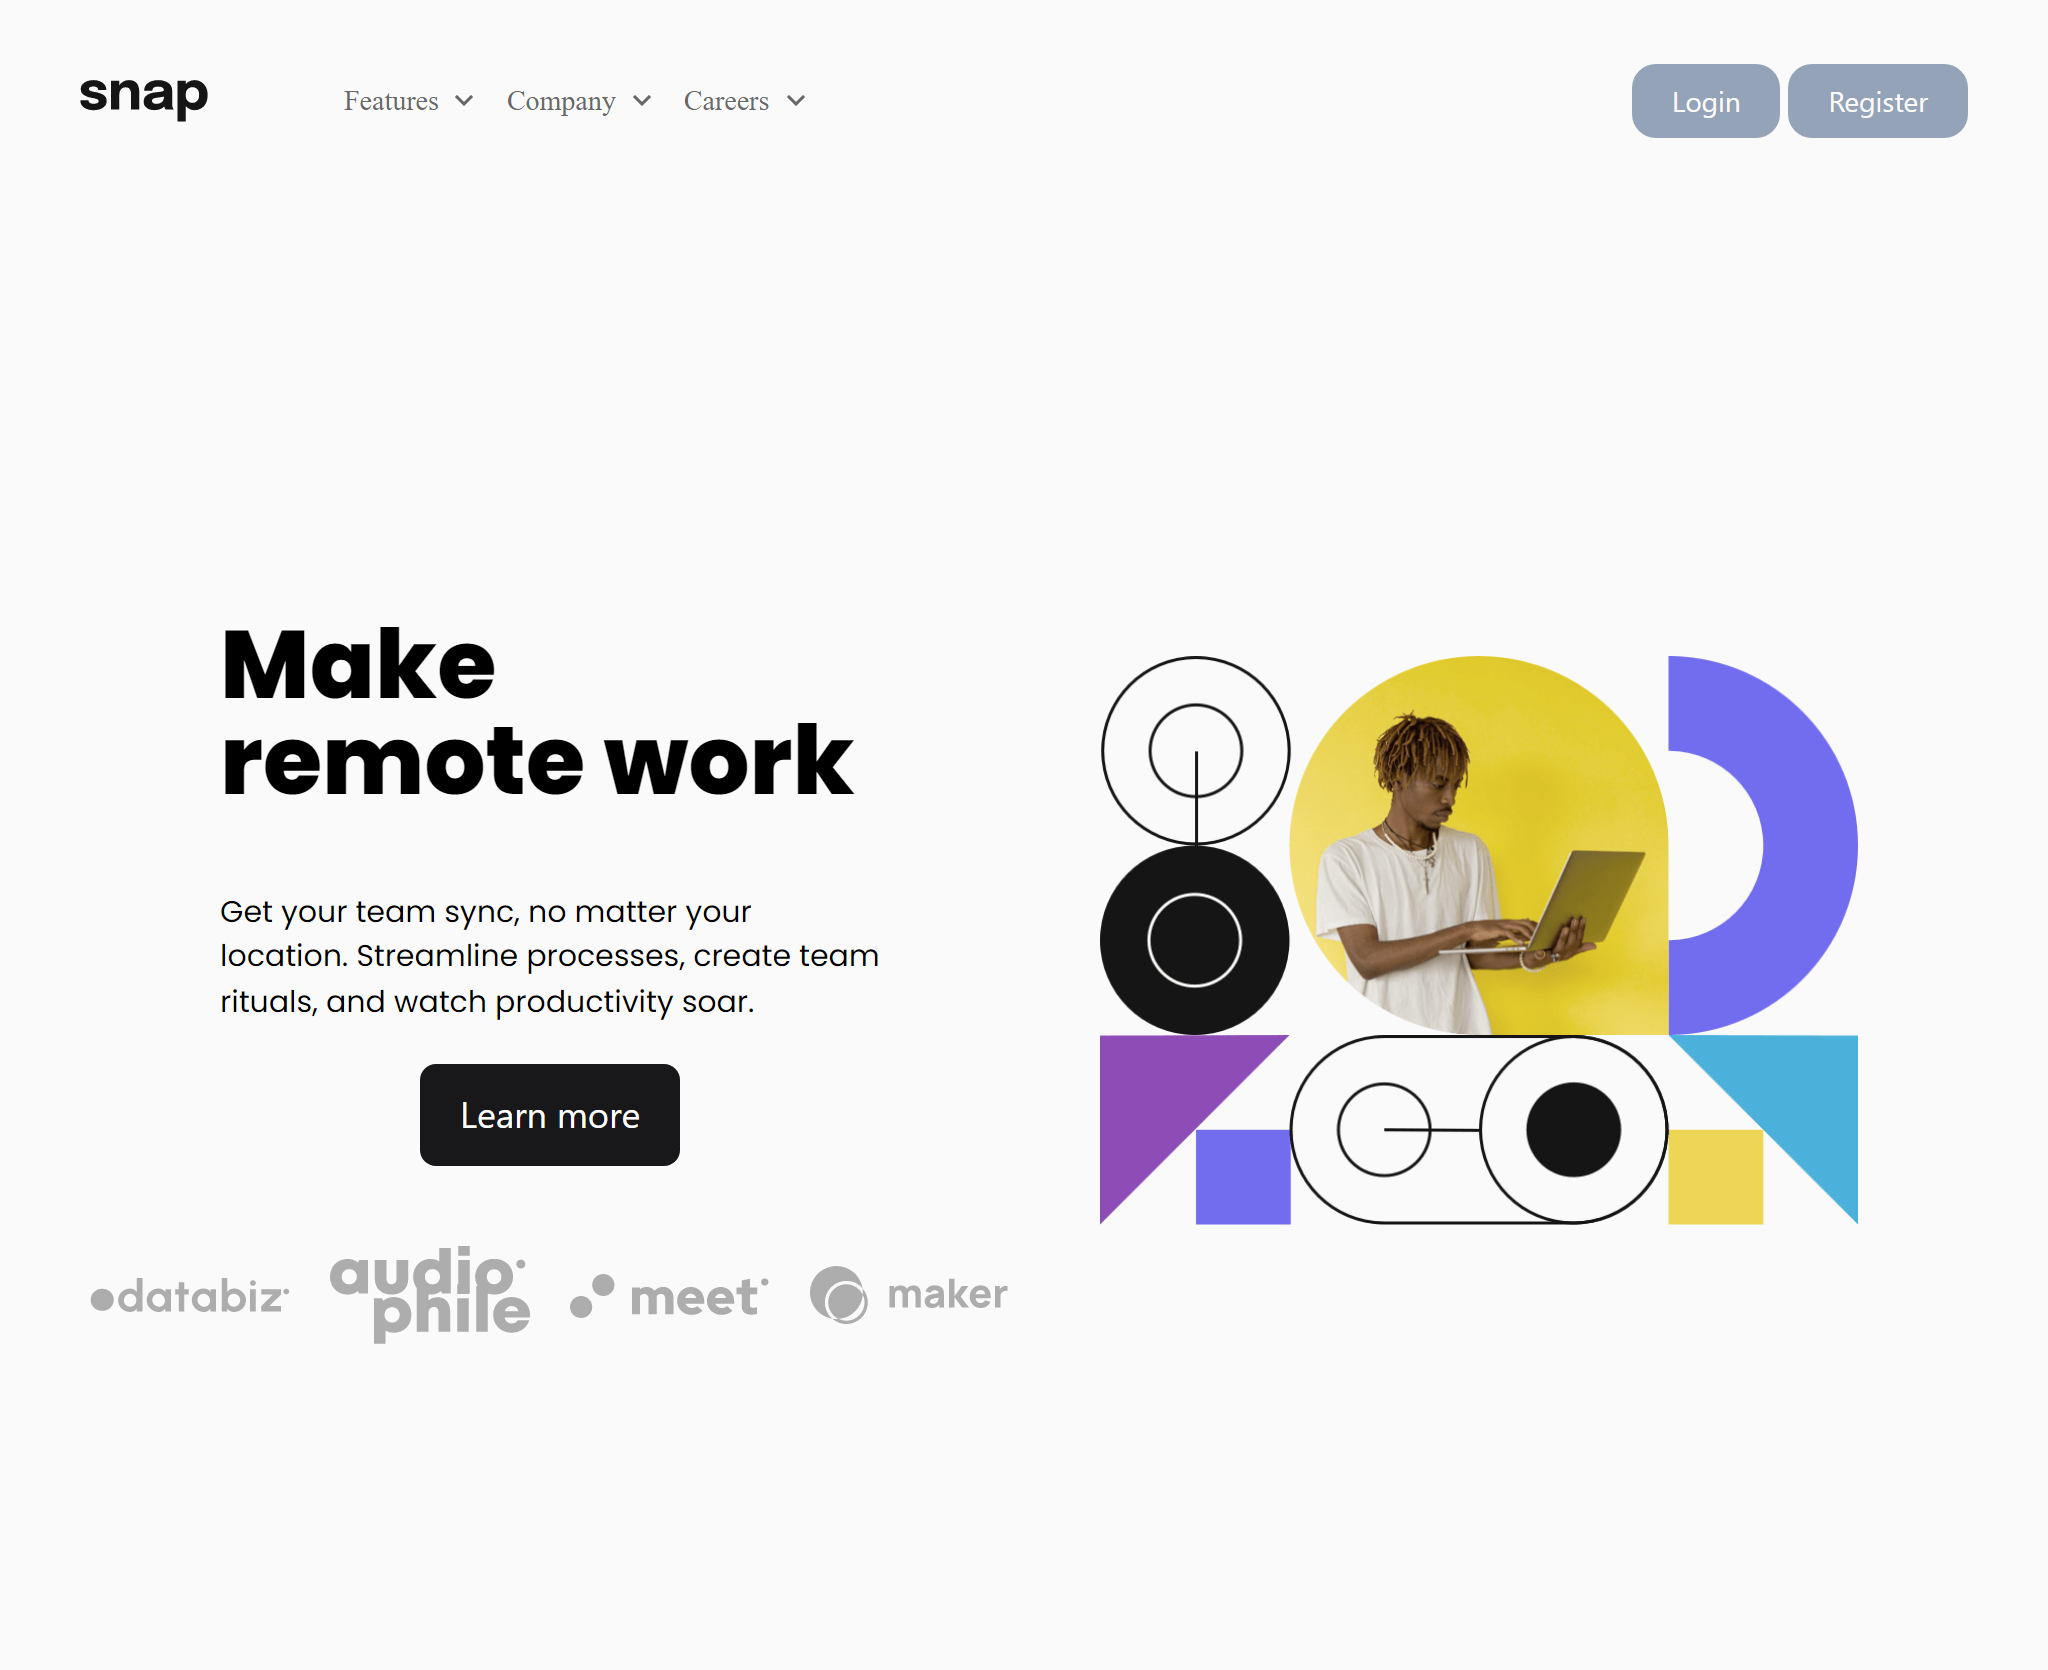 snap
Features Company Careers
Login Register
Make
remote work
Get your team sync, no matter your
location. Streamline processes, create team
rituals, and watch productivity soar.
Learn more
databiz audiophile meet maker